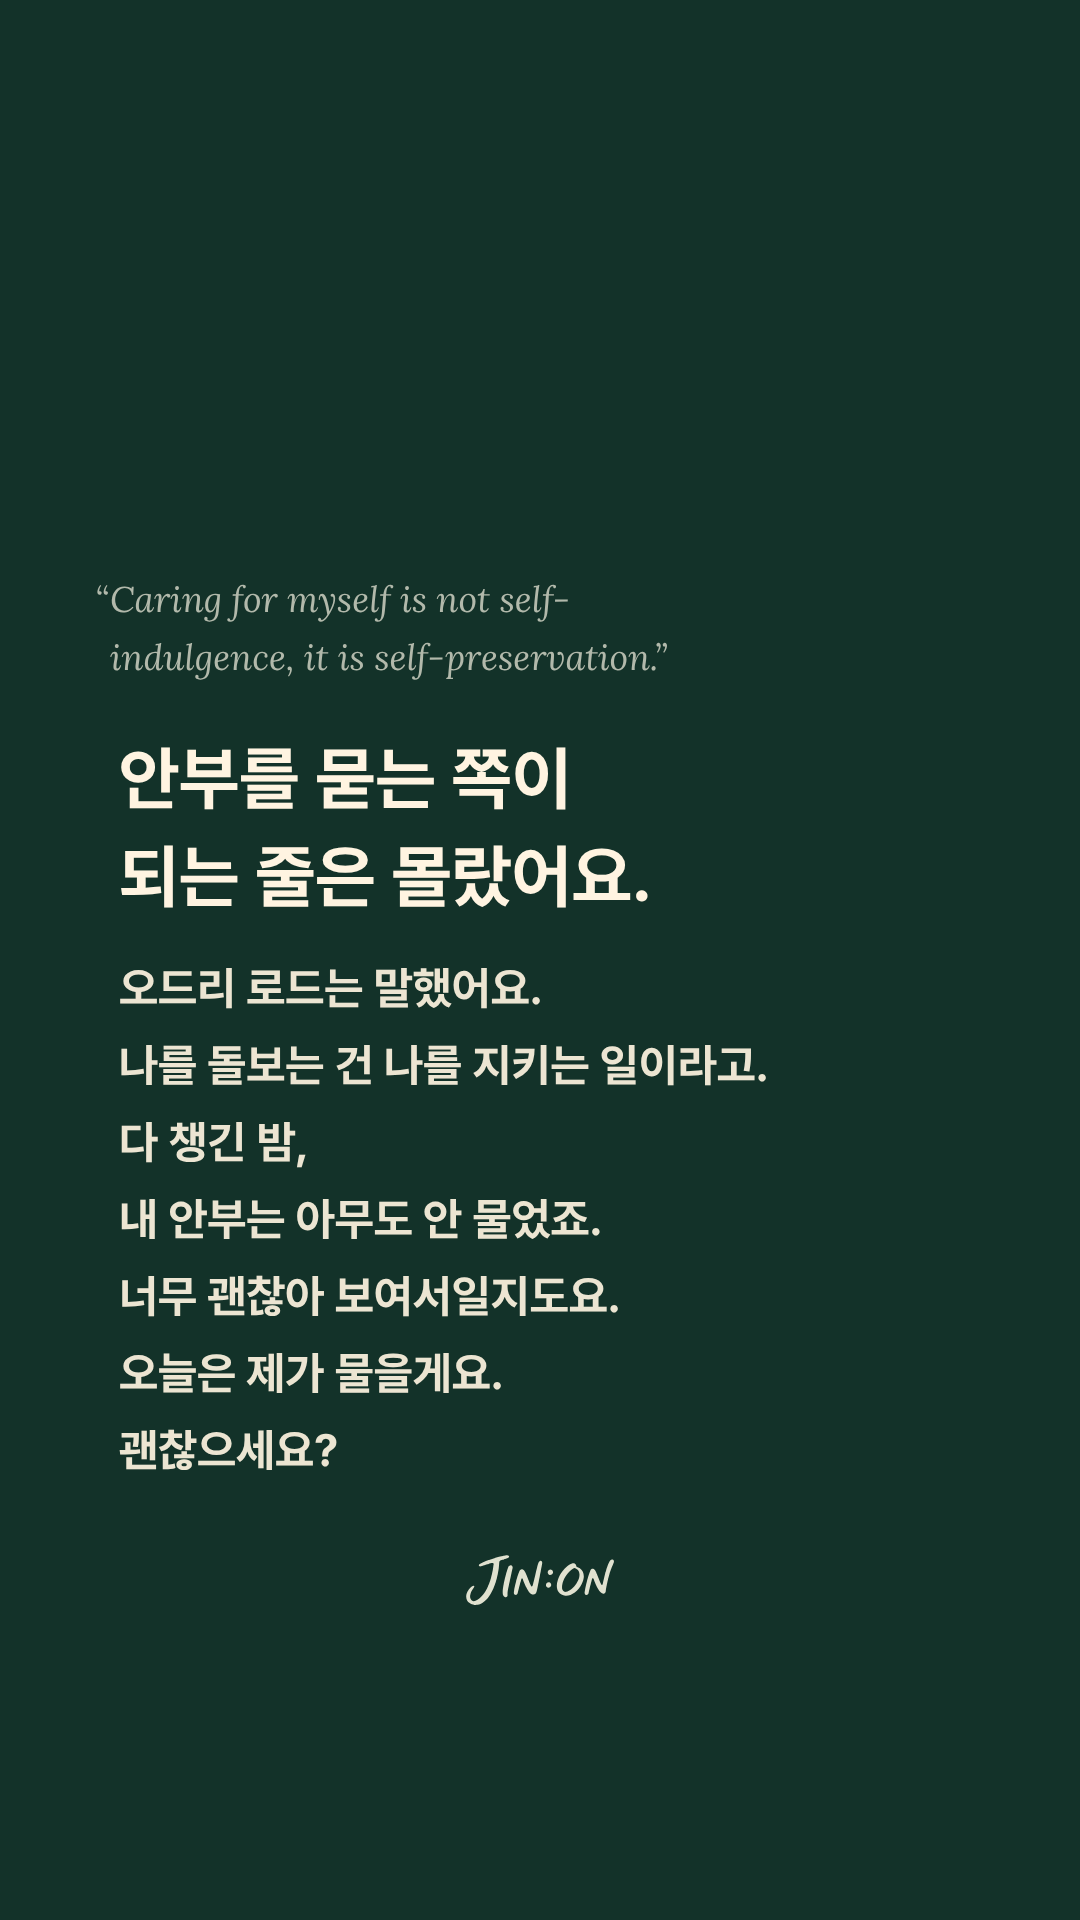 “Caring for myself is not self-
indulgence, it is self-preservation.”
안부를 묻는 쪽이
되는 줄은 몰랐어요.
오드리 로드는 말했어요.
나를 돌보는 건 나를 지키는 일이라고.
다 챙긴 밤,
내 안부는 아무도 안 물었죠.
너무 괜찮아 보여서일지도요.
오늘은 제가 물을게요.
괜찮으세요?
JIN:ON